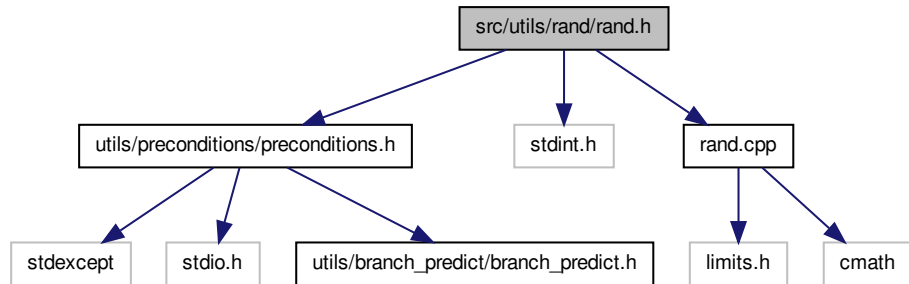 src/utils/rand/rand.h
utils/preconditions/preconditions.h
stdint.h
rand.cpp
stdexcept
stdio.h
utils/branch_predict/branch_predict.h
limits.h
cmath